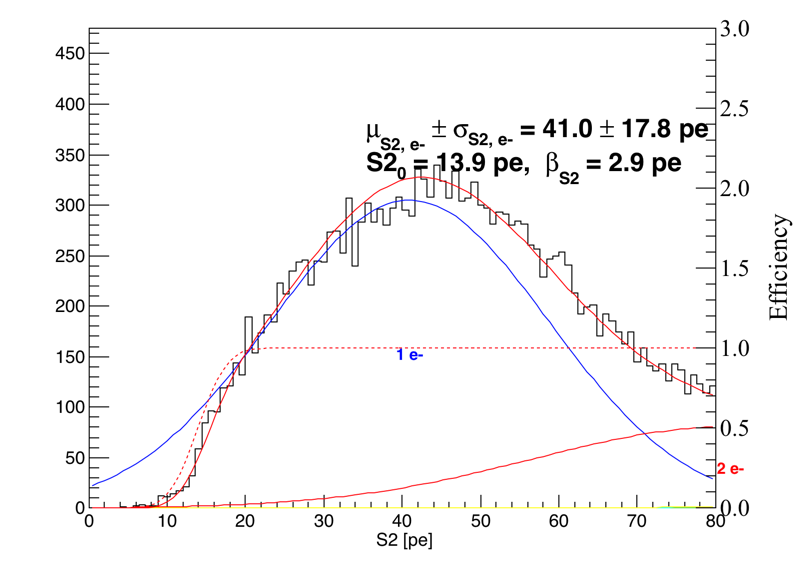 3.0
450
400
2.5
μS2, e- ± σS2, e- = 41.0 ± 17.8 pe
350
S20 = 13.9 pe, βS2 = 2.9 pe
2.0
300
250
1.5
Efficiency
200
150
1 e-
1.0
100
0.5
50
2 e-
0
0.0
0 10 20 30 40 50 60 70 80
S2 [pe]